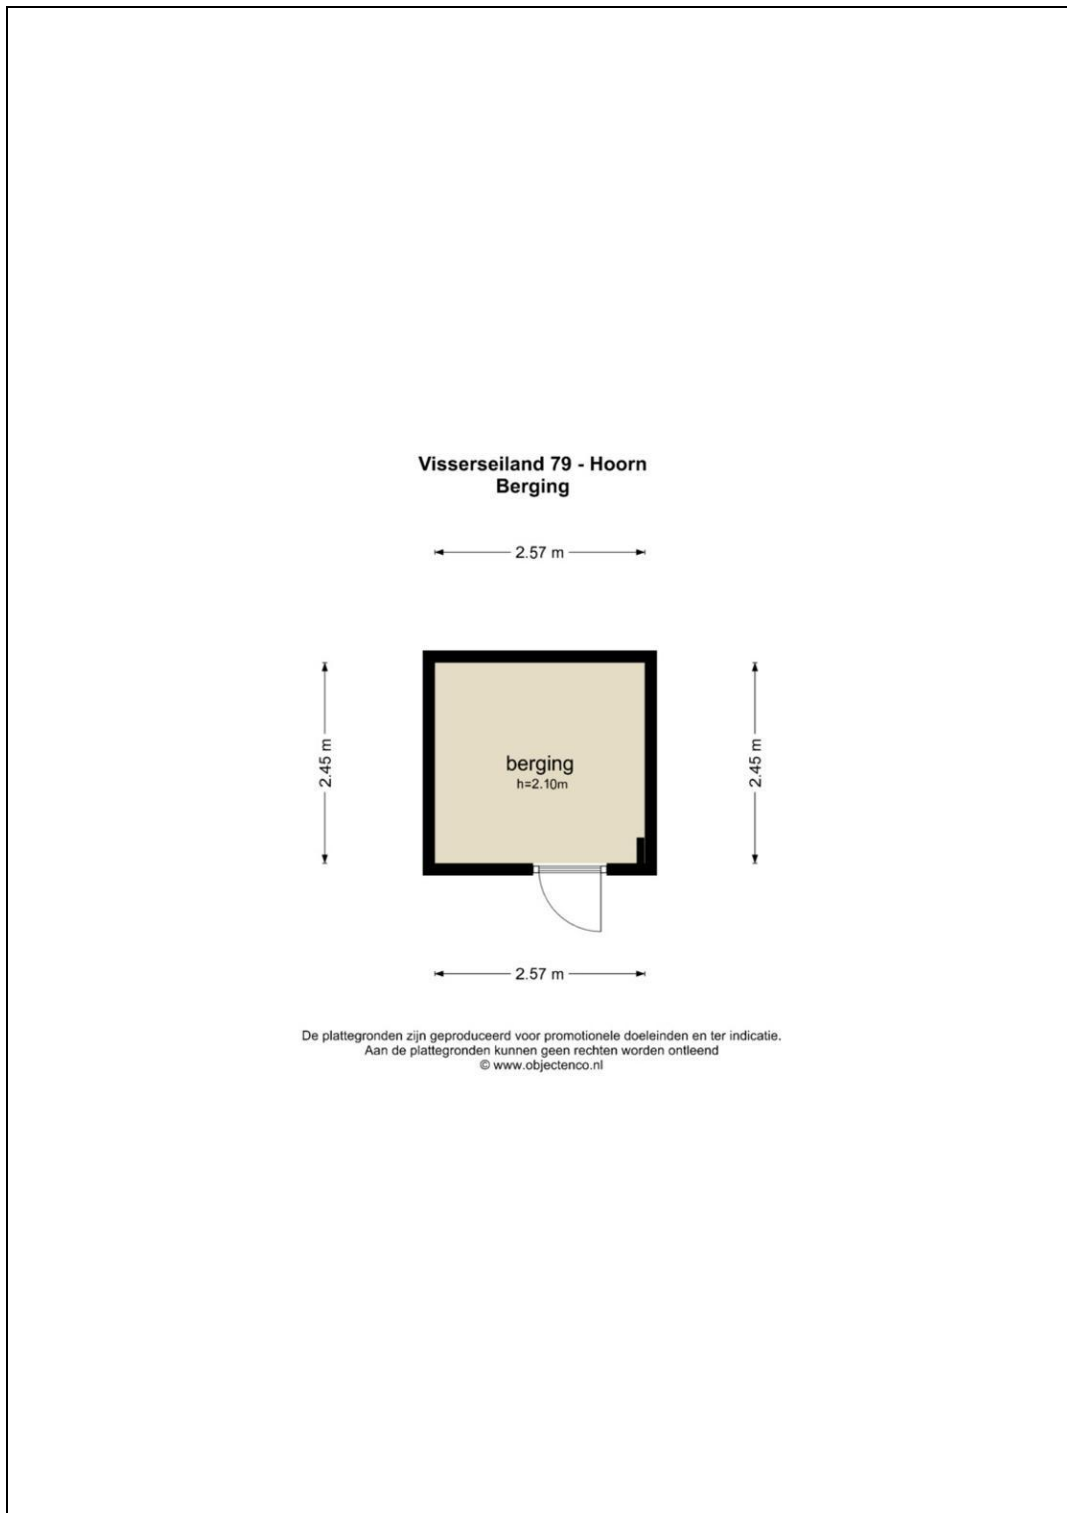 Visserseiland 79 - Hoorn
Berging
2.57 m
2.45 m
berging
h=2.10m
2.45 m
2.57 m
De plattegronden zijn geproduceerd voor promotionele doeleinden en ter indicatie.
Aan de plattegronden kunnen geen rechten worden ontleend
© www.objectenco.nl